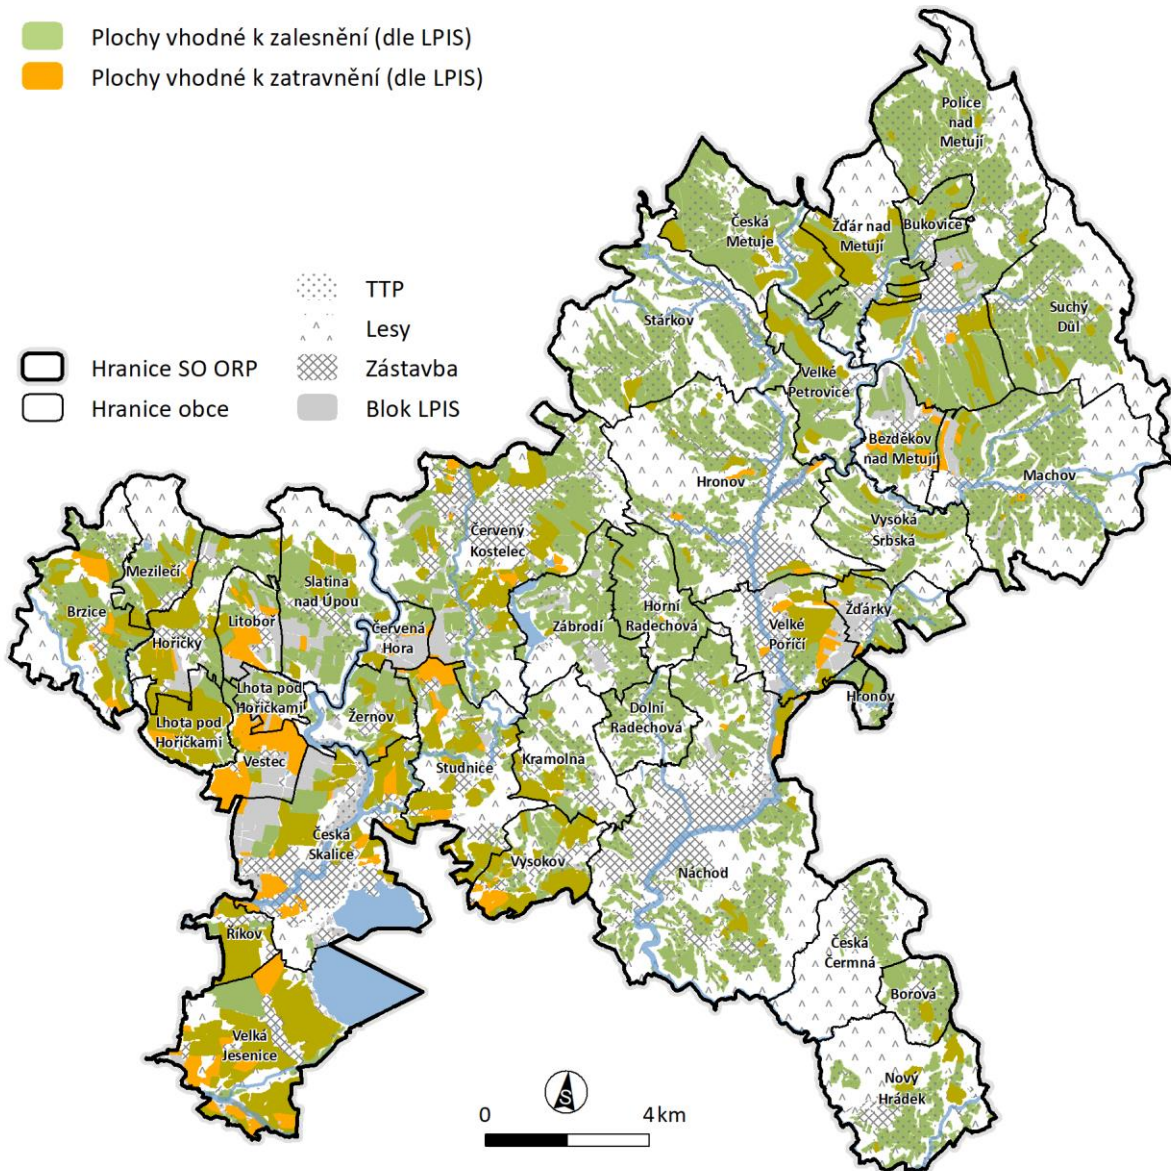 Plochy vhodné k zalesnění (dle LPIS)
Plochy vhodné k zatravnění (dle LPIS)
TTP
Lesy
Hranice SO ORP
Zástavba
Hranice obce
Blok LPIS
Police
nad
Metují
Česká
Metuje
Žďár nad
Metují
Bukovice
Stárkov
Suchý
Důl
Velké
Petrovice
Bezděkov
nad Metují
Machov
Hronov
Vysoká
Srbská
Červený
Kostelec
Mezilečí
Slatina
nad Úpou
Brzice
Litoboř
Hořičky
Červená
Hora
Zábrodí
Horní
Radechová
Velké
Poříčí
Žďárky
Hronov
Lhota pod
Hořičkami
Lhota pod
Hořičkami
Žernov
Dolní
Radechová
Vestec
Studnice
Kramolna
Česká
Skalice
Vysokov
Náchod
Říkov
Česká
Čermná
Borová
Velká
Jesenice
Nový
Hrádek
S
0 4 km